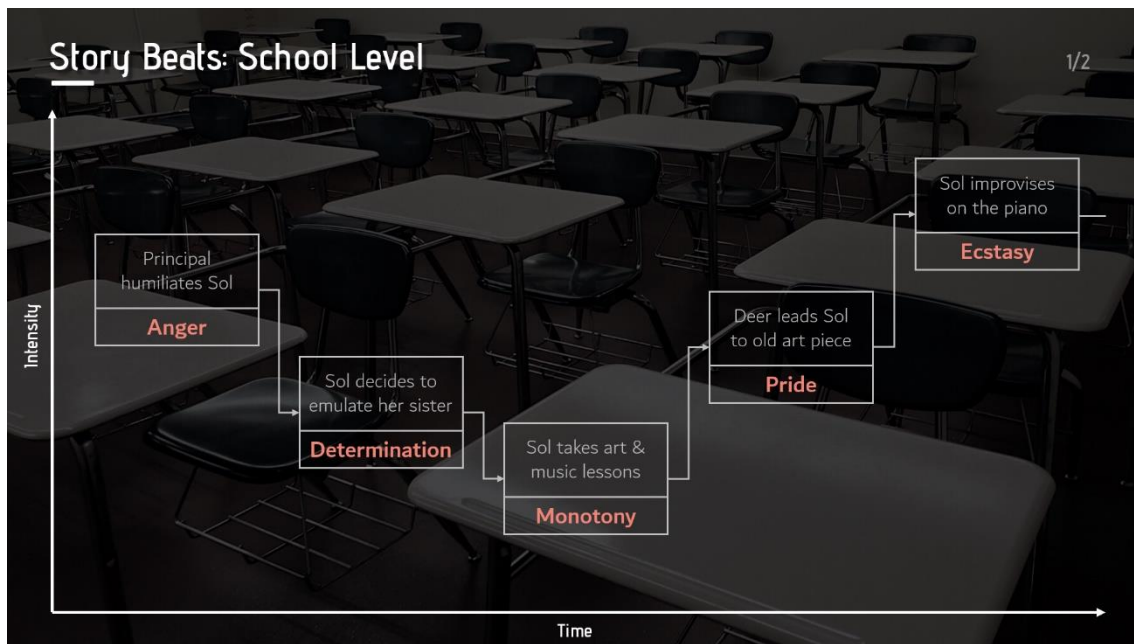 Story Beats: School Level
1/2
Intensity
Principal
humiliates Sol
Anger
Sol decides to
emulate her sister
Determination
Sol takes art &
music lessons
Monotony
Deer leads Sol
to old art piece
Pride
Sol improvises
on the piano
Ecstasy
Time